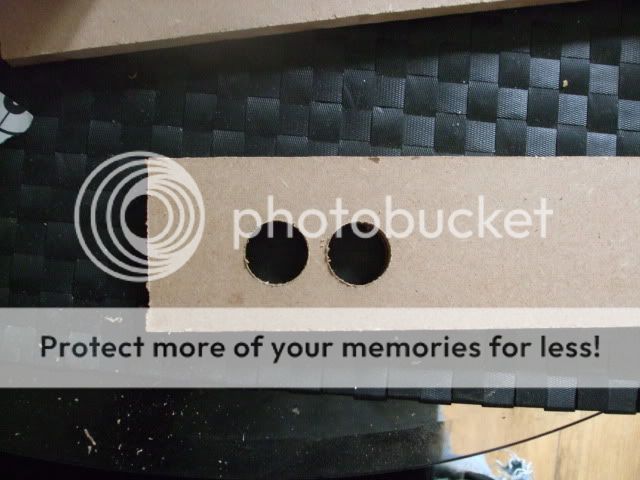 photobucket
Protect more of your memories for less!